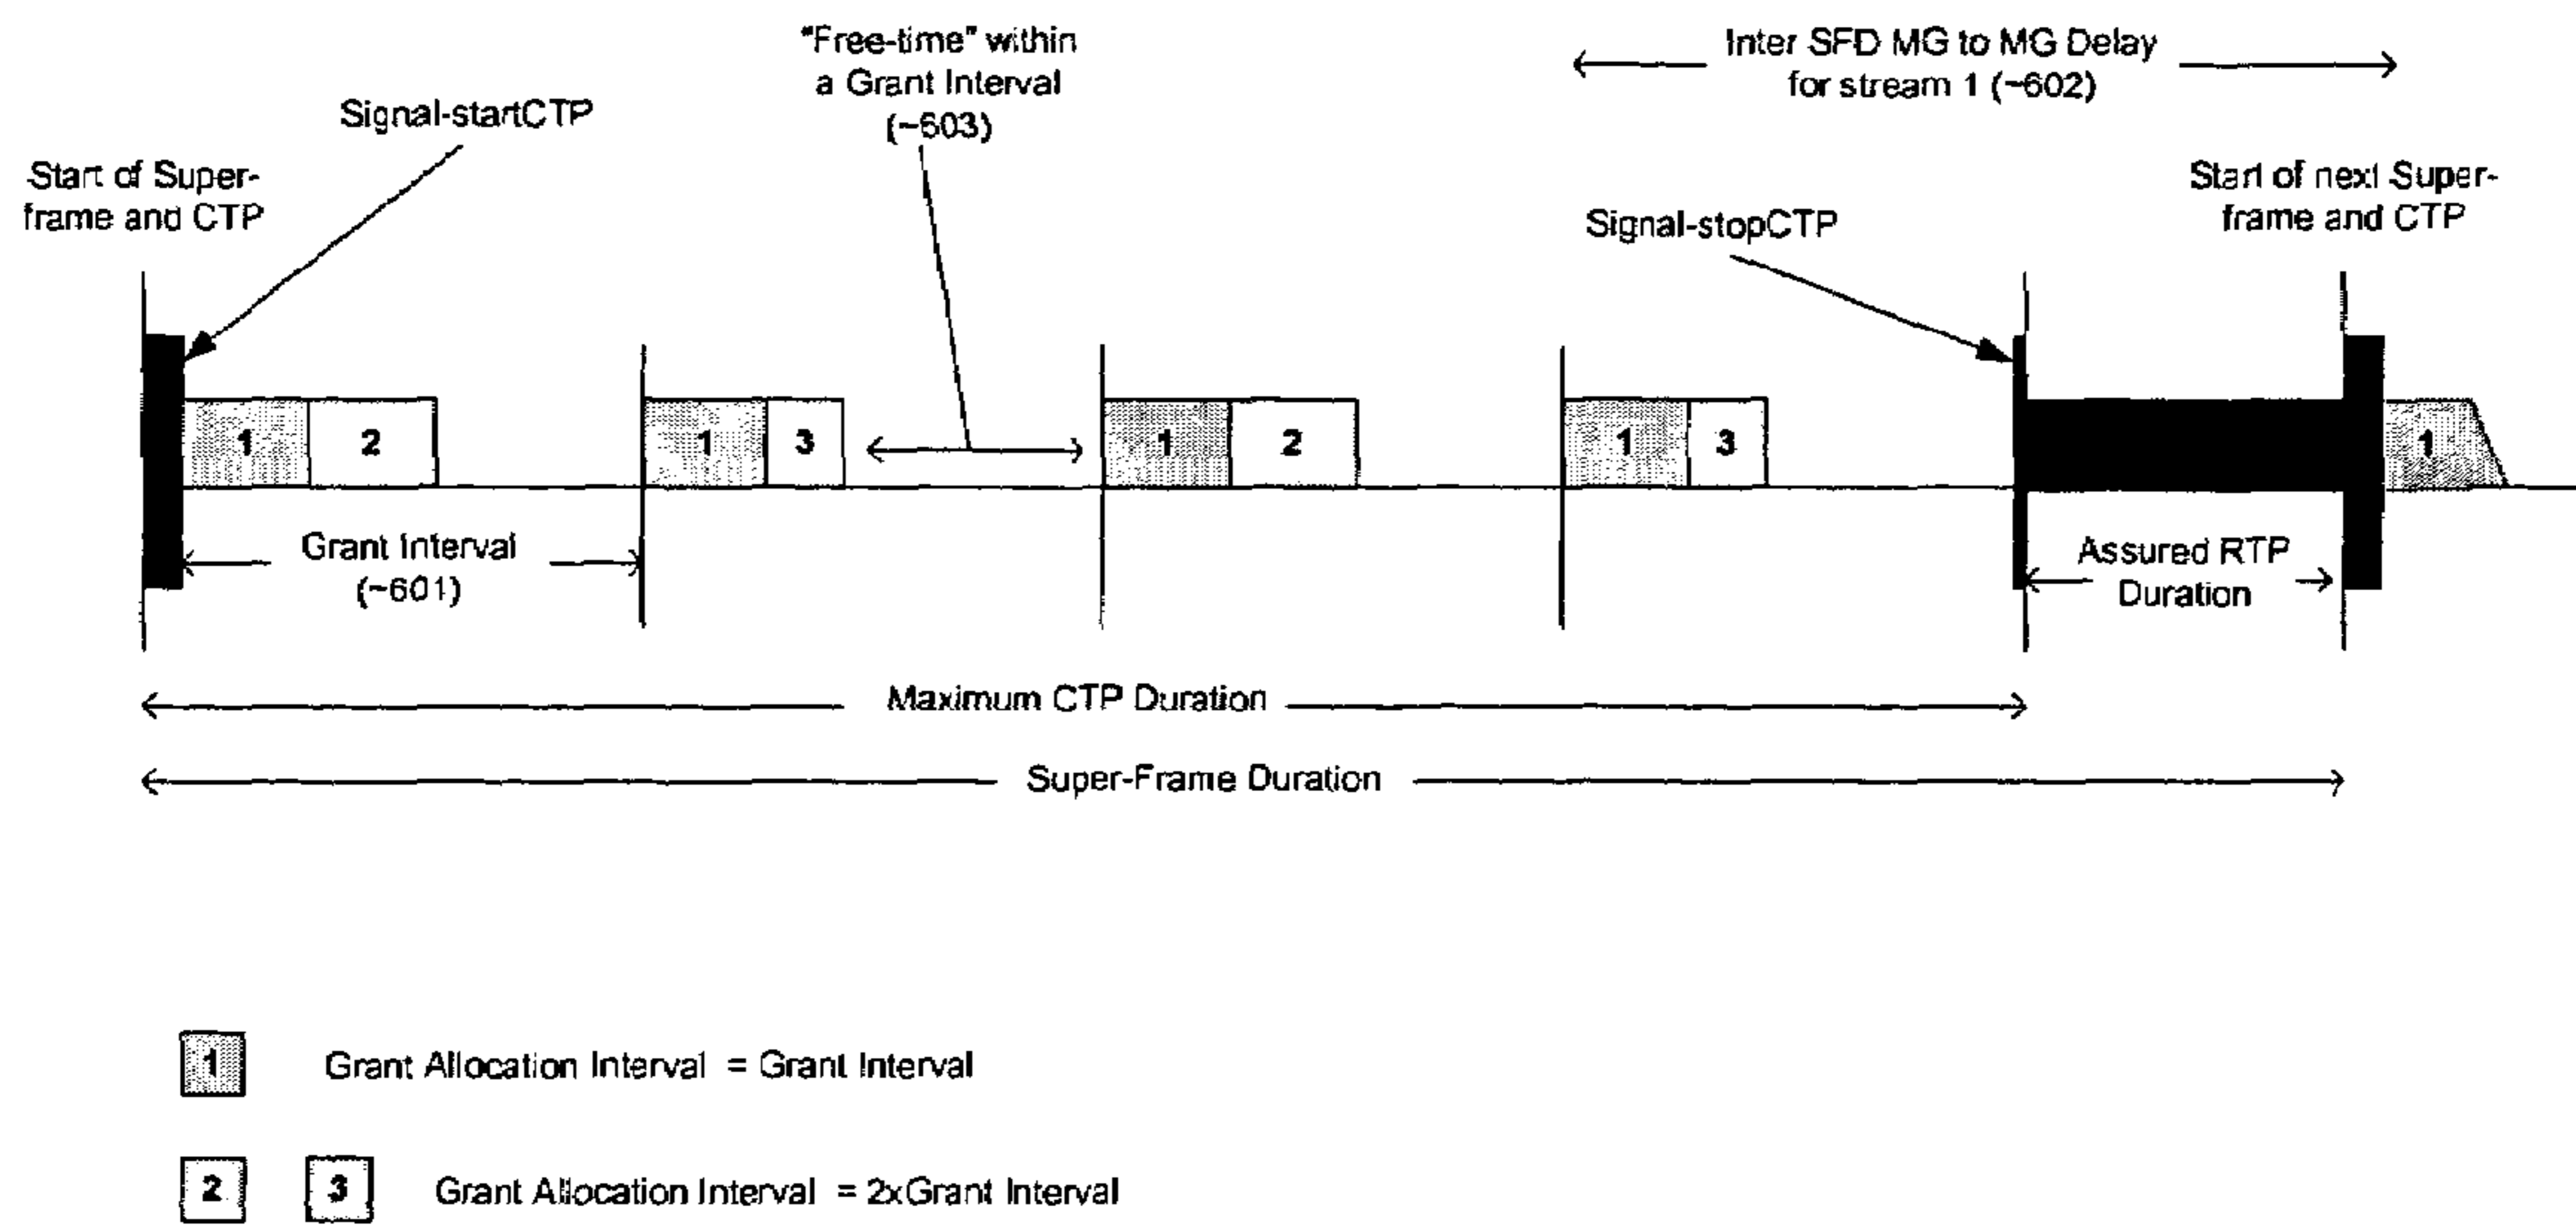 "Free-time" within
a Grant Interval
(~603)
Inter SFD MG to MG Delay
for stream 1 (~602)
Signal-startCTP
Start of Super-
frame and CTP
Start of next Super-
frame and CTP
Signal-stopCTP
1 2 1 3 1 2 1 3 1
Grant Interval
(~601)
Assured RTP
Duration
Maximum CTP Duration
Super-Frame Duration
1 Grant Allocation Interval = Grant Interval
2 3 Grant Allocation Interval = 2xGrant Interval